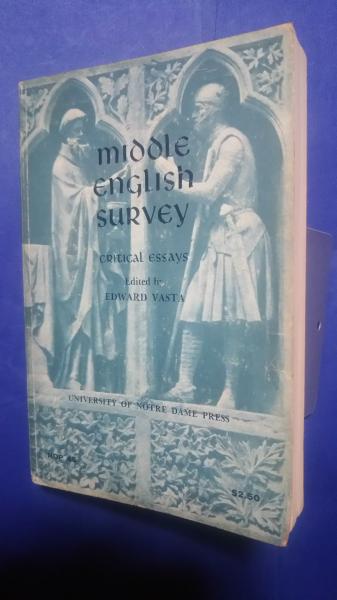 middle
english
survey
critical essays
Edited by
EDWARD VASTA
UNIVERSITY OF NOTRE DAME PRESS
$2.50